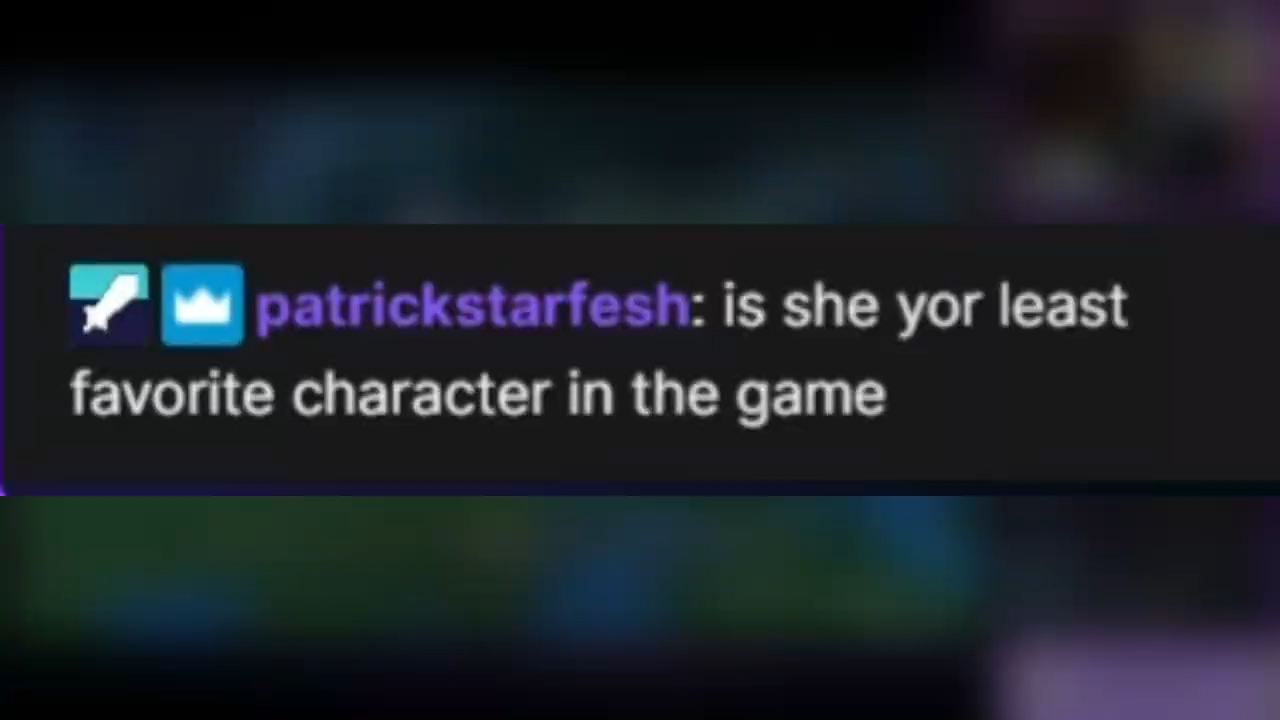 patrickstarfesh: is she yor least
favorite character in the game